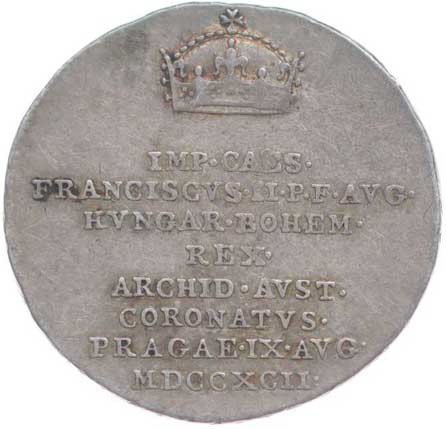 IMP·CAES·
FRANCISCVS·II·P·F·AVG·
HVNGAR·BOHEM·
REX·
ARCHID·AVST·
CORONATVS·
PRAGAE·IX·AVG·
MDCCXCII·